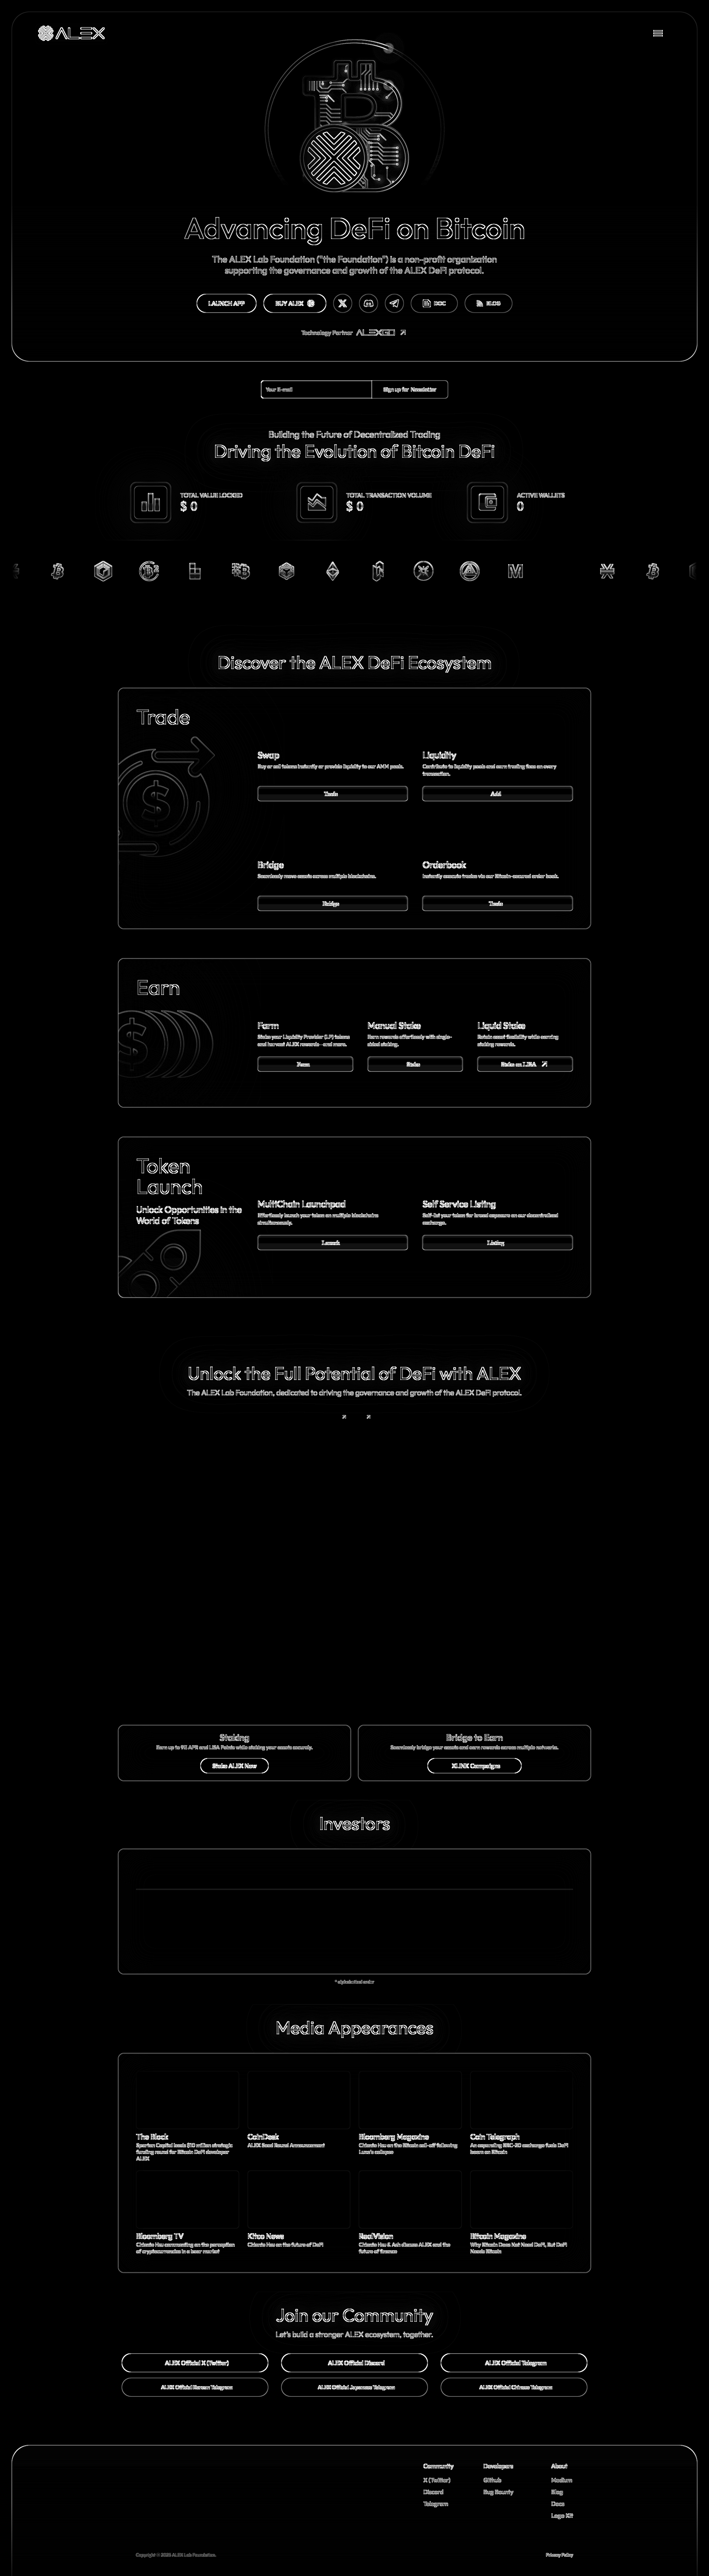 ALEX
Advancing DeFi on Bitcoin
The ALEX Lab Foundation ("the Foundation") is a non-profit organization
supporting the governance and growth of the ALEX DeFi protocol.
LAUNCH APP
BUY ALEX
DOC
BLOG
Technology Partner ALEXGO
Your E-mail
Sign up for Newsletter
Building the Future of Decentralized Trading
Driving the Evolution of Bitcoin DeFi
TOTAL VALUE LOCKED
$ 0
TOTAL TRANSACTION VOLUME
$ 0
ACTIVE WALLETS
0
Discover the ALEX DeFi Ecosystem
Trade
Swap
Buy or sell tokens instantly or provide liquidity to our AMM pools.
Trade
Liquidity
Contribute to liquidity pools and earn trading fees on every
transaction.
Add
Bridge
Seamlessly move assets across multiple blockchains.
Bridge
Orderbook
Instantly execute trades via our Bitcoin-secured order book.
Trade
Earn
Farm
Stake your Liquidity Provider (LP) tokens
and harvest ALEX rewards - and more.
Farm
Manual Stake
Earn rewards effortlessly with single-
sided staking.
Stake
Liquid Stake
Retain asset flexibility while earning
staking rewards.
Stake on LISA
Token
Launch
Unlock Opportunities in the
World of Tokens
MultiChain Launchpad
Effortlessly launch your token on multiple blockchains
simultaneously.
Launch
Self Service Listing
Self-list your token for broad exposure on our decentralised
exchange.
Listing
Unlock the Full Potential of DeFi with ALEX
The ALEX Lab Foundation, dedicated to driving the governance and growth of the ALEX DeFi protocol.
Staking
Earn up to APR and LISA Points while staking your assets securely.
Stake ALEX Now
Bridge to Earn
Seamlessly bridge your assets and earn rewards across multiple networks.
XLINK Campaigns
Investors
* alphabetical order
Media Appearances
The Block
Spartan Capital leads $10 million strategic
funding round for Bitcoin DeFi developer
ALEX
CoinDesk
ALEX Seed Round Announcement
Bloomberg Magazine
Chiente Hsu on the Bitcoin sell-off following
Luna's collapse
Coin Telegraph
An expanding BRC-20 exchange fuels DeFi
boom on Bitcoin
Bloomberg TV
Chiente Hsu commenting on the perception
of cryptocurrencies in a bear market
Kitco News
Chiente Hsu on the future of DeFi
RealVision
Chiente Hsu & Ash discuss ALEX and the
future of finance
Bitcoin Magazine
Why Bitcoin Does Not Need DeFi, But DeFi
Needs Bitcoin
Join our Community
Let's build a stronger ALEX ecosystem, together.
ALEX Official X (Twitter)
ALEX Official Discord
ALEX Official Telegram
ALEX Official Korean Telegram
ALEX Official Japanese Telegram
ALEX Official Chinese Telegram
Community
X (Twitter)
Discord
Telegram
Developers
Github
Bug Bounty
About
Medium
Blog
Docs
Logo Kit
Copyright © 2025 ALEX Lab Foundation.
Privacy Policy